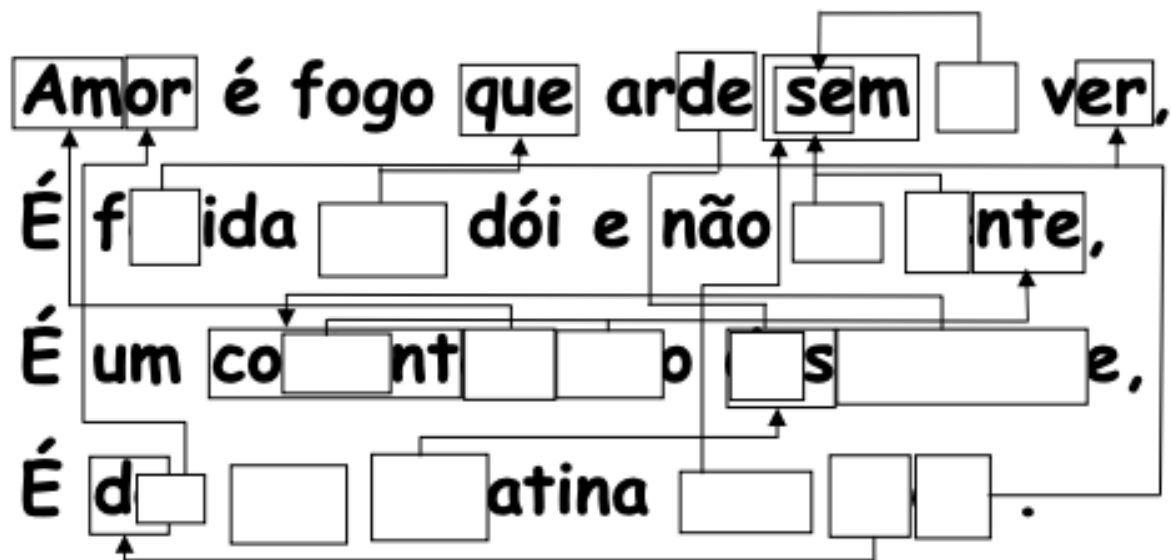 Amor é fogo que arde sem ver,
É f ida dói e não nte,
É um co nt o s e,
É d atina .